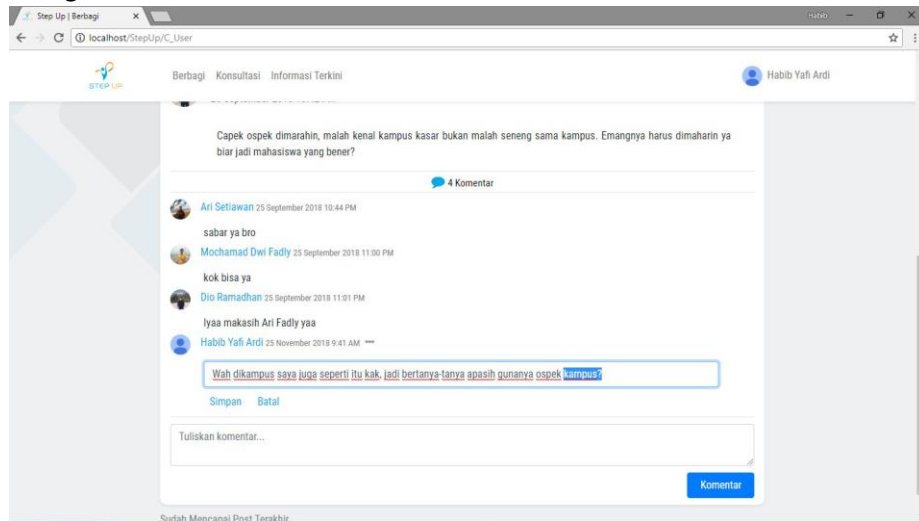 Step Up | Berbagi
Habib
localhost/StepUp/C_User
STEP UP
Berbagi Konsultasi Informasi Terkini
Habib Yafi Ardi
Capek ospek dimarahin, malah kenal kampus kasar bukan malah seneng sama kampus. Emangnya harus dimaharin ya
biar jadi mahasiswa yang bener?
4 Komentar
Ari Setiawan 25 September 2018 10:44 PM
sabar ya bro
Mochamad Dwi Fadly 25 September 2018 11:00 PM
kok bisa ya
Dio Ramadhan 25 September 2018 11:01 PM
Iyaa makasih Ari Fadly yaa
Habib Yafi Ardi 25 November 2018 9:41 AM
Wah dikampus saya juga seperti itu kak, jadi bertanya-tanya apasih gunanya ospek kampus?
Simpan Batal
Tuliskan komentar...
Komentar
Sudah Mencapai Post Terakhir